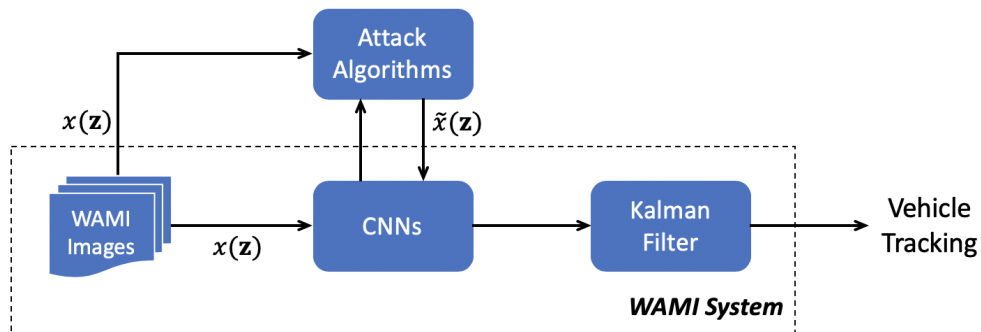 Attack
Algorithms
x(𝐳)
x̃(𝐳)
WAMI
Images
x(𝐳)
CNNs
Kalman
Filter
Vehicle
Tracking
WAMI System